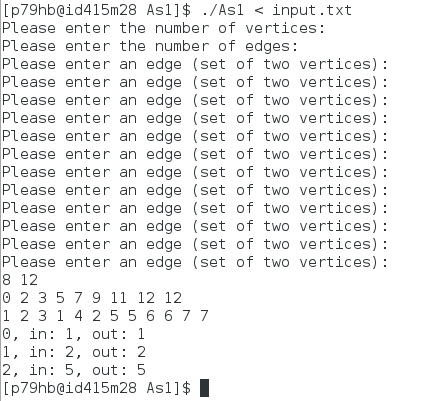 [p79hb@id415m28 As1]$ ./As1 < input.txt
Please enter the number of vertices:
Please enter the number of edges:
Please enter an edge (set of two vertices):
Please enter an edge (set of two vertices):
Please enter an edge (set of two vertices):
Please enter an edge (set of two vertices):
Please enter an edge (set of two vertices):
Please enter an edge (set of two vertices):
Please enter an edge (set of two vertices):
Please enter an edge (set of two vertices):
Please enter an edge (set of two vertices):
Please enter an edge (set of two vertices):
Please enter an edge (set of two vertices):
Please enter an edge (set of two vertices):
8 12
0 2 3 5 7 9 11 12 12
1 2 3 1 4 2 5 5 6 6 7 7
0, in: 1, out: 1
1, in: 2, out: 2
2, in: 5, out: 5
[p79hb@id415m28 As1]$